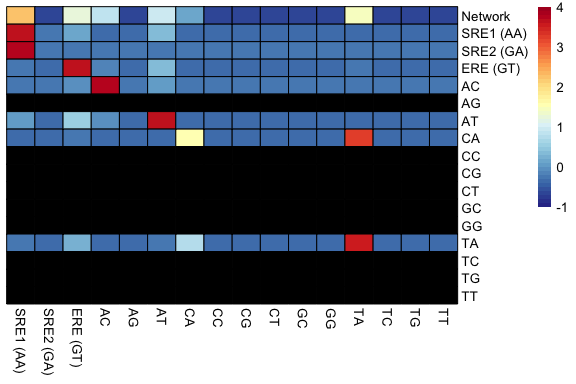 Network
SRE1 (AA)
SRE2 (GA)
ERE (GT)
AC
AG
AT
CA
CC
CG
CT
GC
GG
TA
TC
TG
TT
SRE1 (AA)
SRE2 (GA)
ERE (GT)
AC
AG
AT
CA
CC
CG
CT
GC
GG
TA
TC
TG
TT
4
3
2
1
0
-1